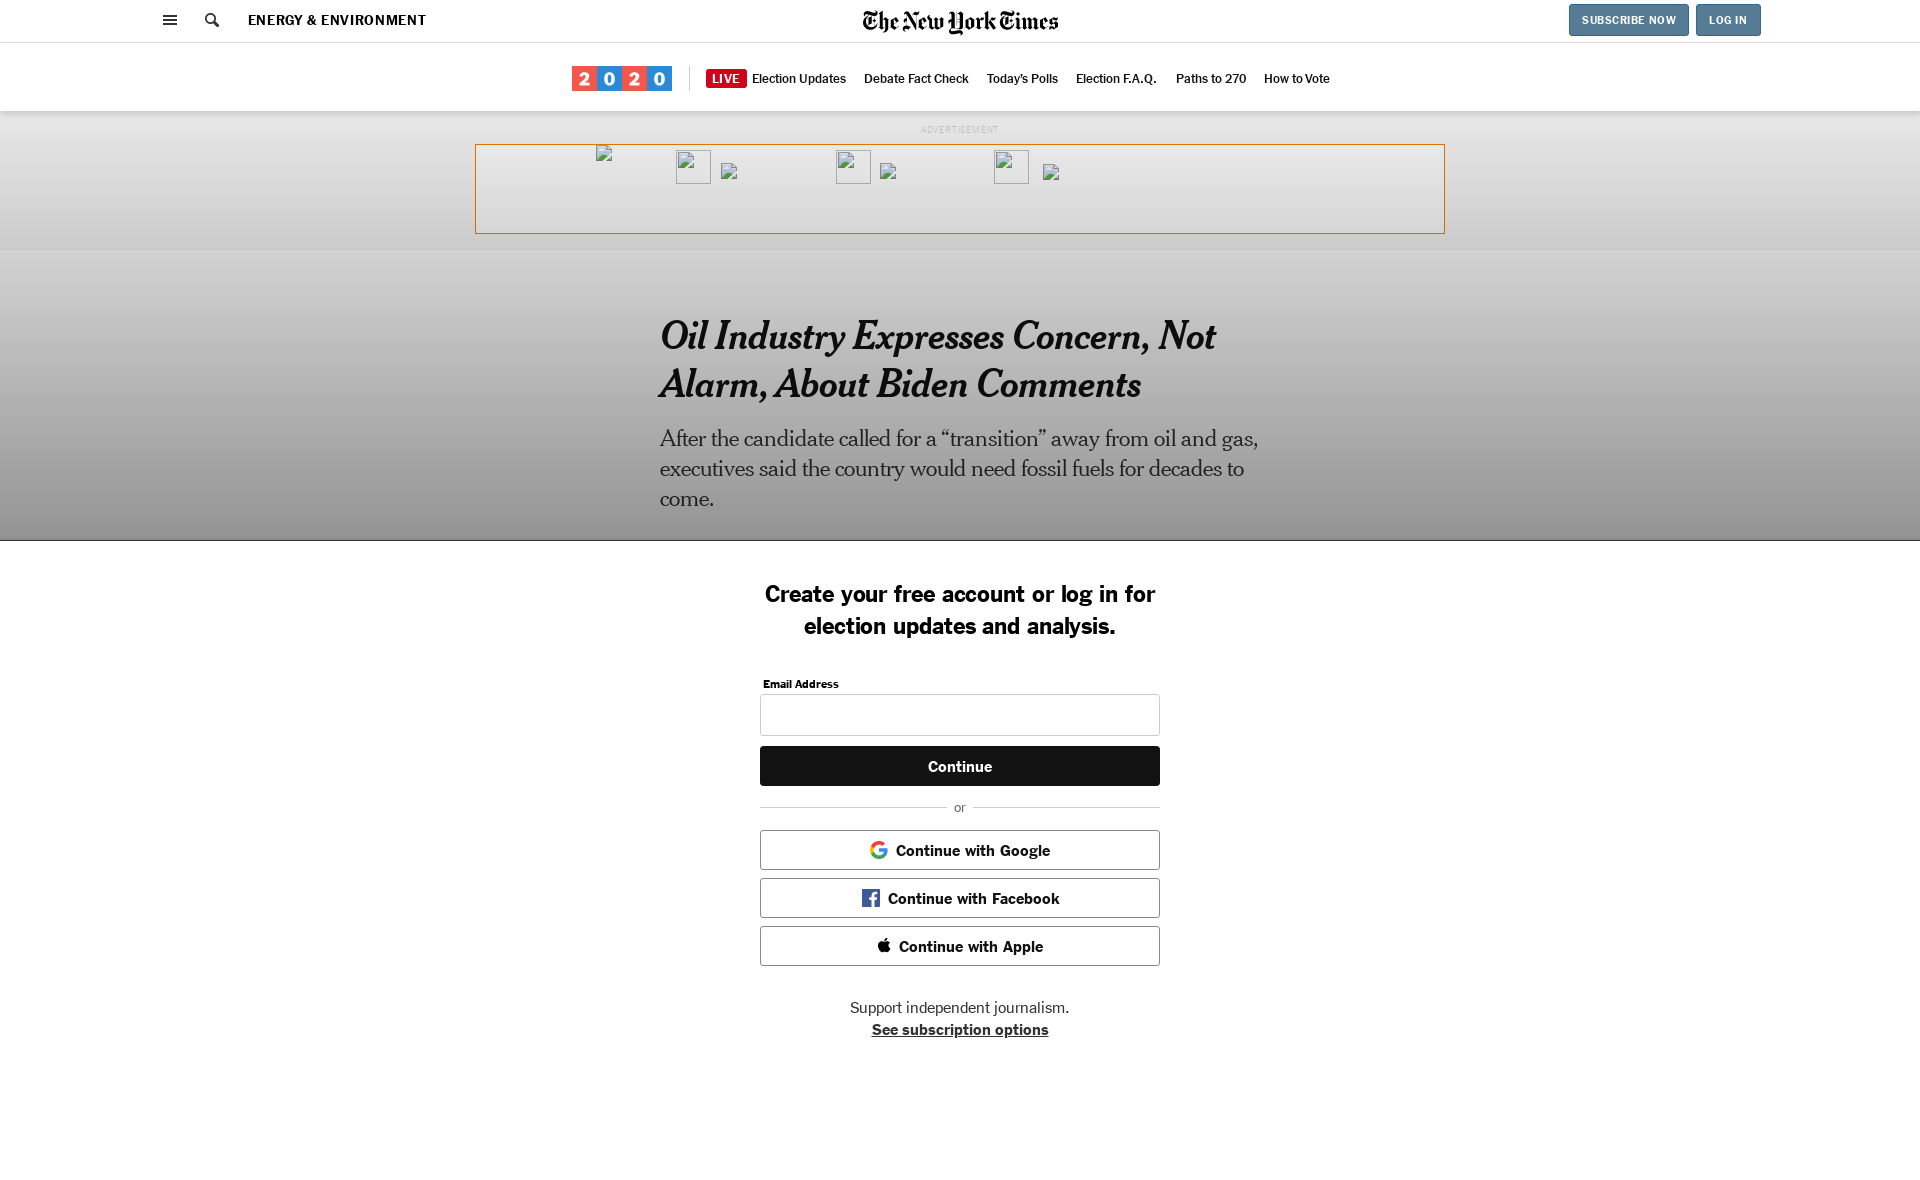 ENERGY & ENVIRONMENT
The New York Times
SUBSCRIBE NOW
LOG IN
2020
LIVE Election Updates
Debate Fact Check
Today's Polls
Election F.A.Q.
Paths to 270
How to Vote
ADVERTISEMENT
Oil Industry Expresses Concern, Not
Alarm, About Biden Comments
After the candidate called for a “transition” away from oil and gas,
executives said the country would need fossil fuels for decades to
come.
Create your free account or log in for
election updates and analysis.
Email Address
Continue
or
Continue with Google
Continue with Facebook
Continue with Apple
Support independent journalism.
See subscription options